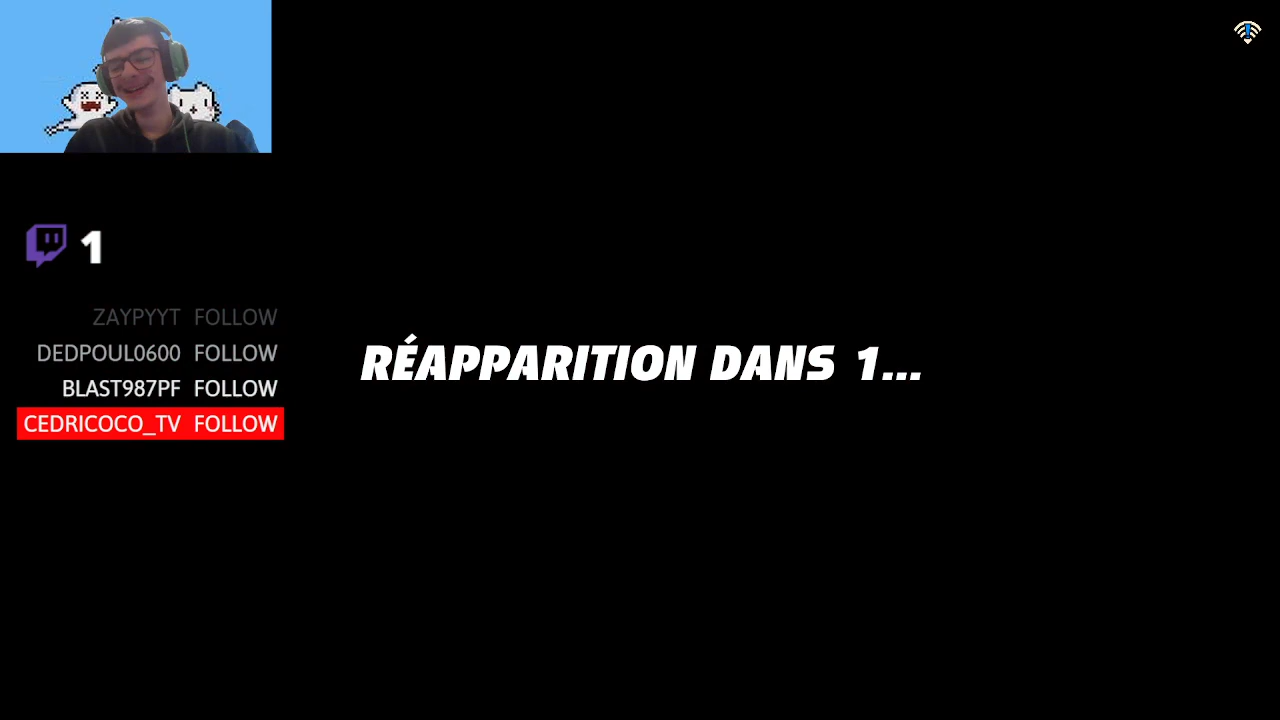 1
ZAYPYYT FOLLOW
DEDPOUL0600 FOLLOW
BLAST987PF FOLLOW
CEDRICOCO_TV FOLLOW
RÉAPPARITION DANS 1...